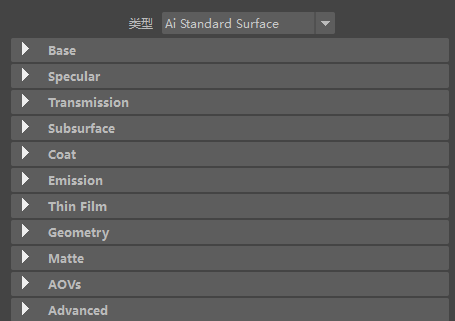 类型 Ai Standard Surface
Base
Specular
Transmission
Subsurface
Coat
Emission
Thin Film
Geometry
Matte
AOVs
Advanced